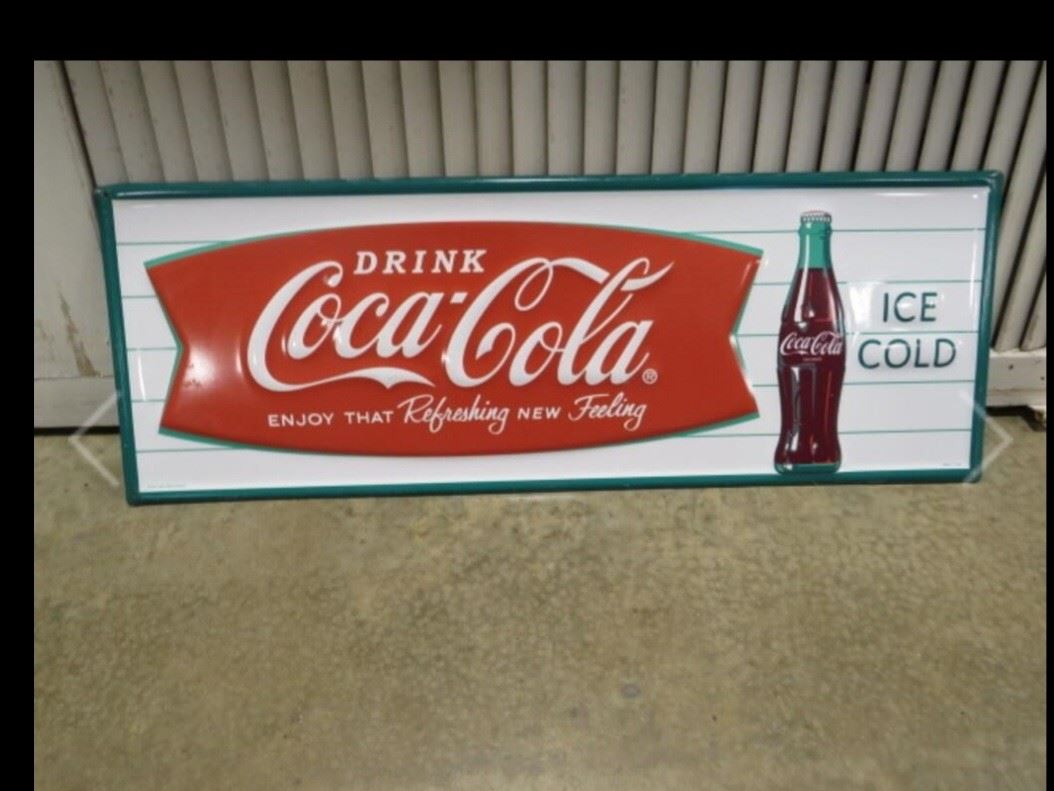 DRINK
Coca-Cola®
ENJOY THAT Refreshing NEW Feeling
Coca-Cola
ICE
COLD